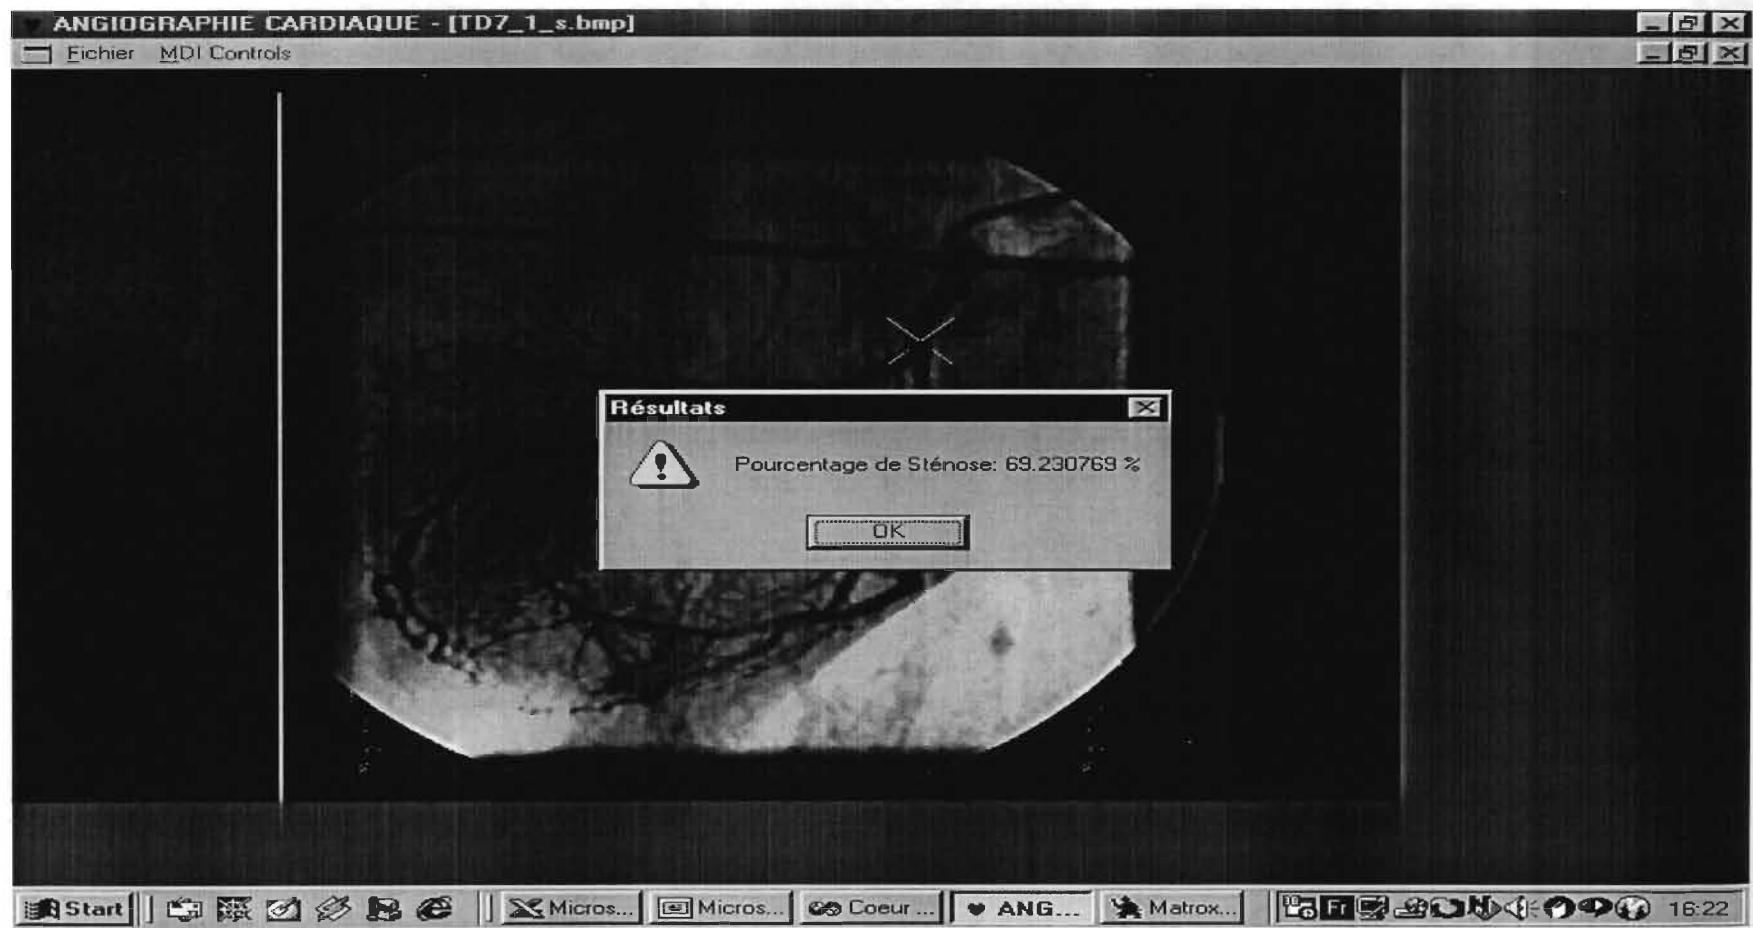 ANGIOGRAPHIE CARDIAQUE - [TD7_1_s.bmp]
Fichier MDI Controls
Résultats
Pourcentage de Sténose: 69.230769 %
OK
Start Micros... Micros... Coeur ... ANG... Matrox... Fr 16:22